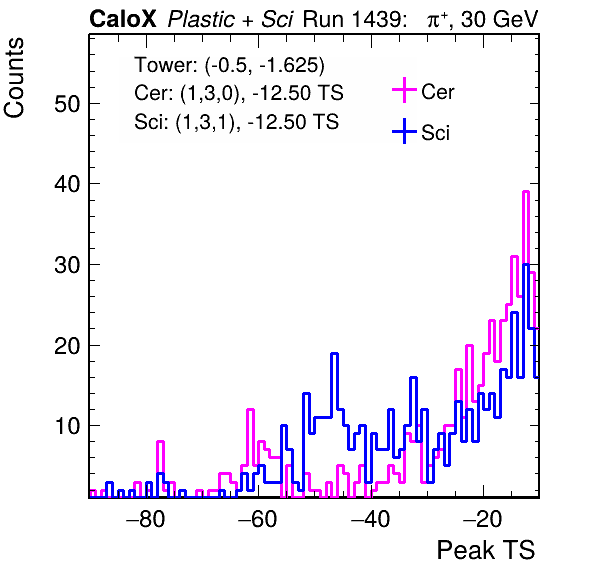 CaloX Plastic + Sci Run 1439: π⁺, 30 GeV
Counts
Tower: (-0.5, -1.625)
Cer: (1,3,0), -12.50 TS
Sci: (1,3,1), -12.50 TS
Cer
Sci
50
40
30
20
10
−80 −60 −40 −20
Peak TS